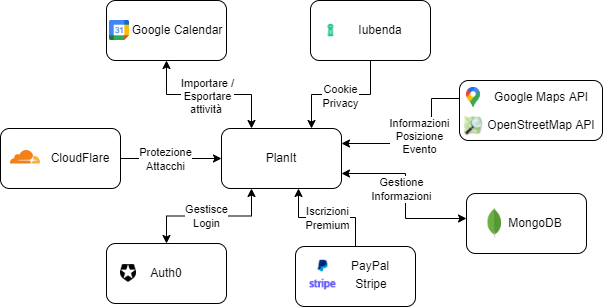 31
Google Calendar
Iubenda
Importare /
Esportare
attività
Cookie
Privacy
Google Maps API
OpenStreetMap API
Informazioni
Posizione
Evento
CloudFlare
Protezione
Attacchi
PlanIt
Gestione
Informazioni
MongoDB
Gestisce
Login
Iscrizioni
Premium
Auth0
PayPal
stripe Stripe